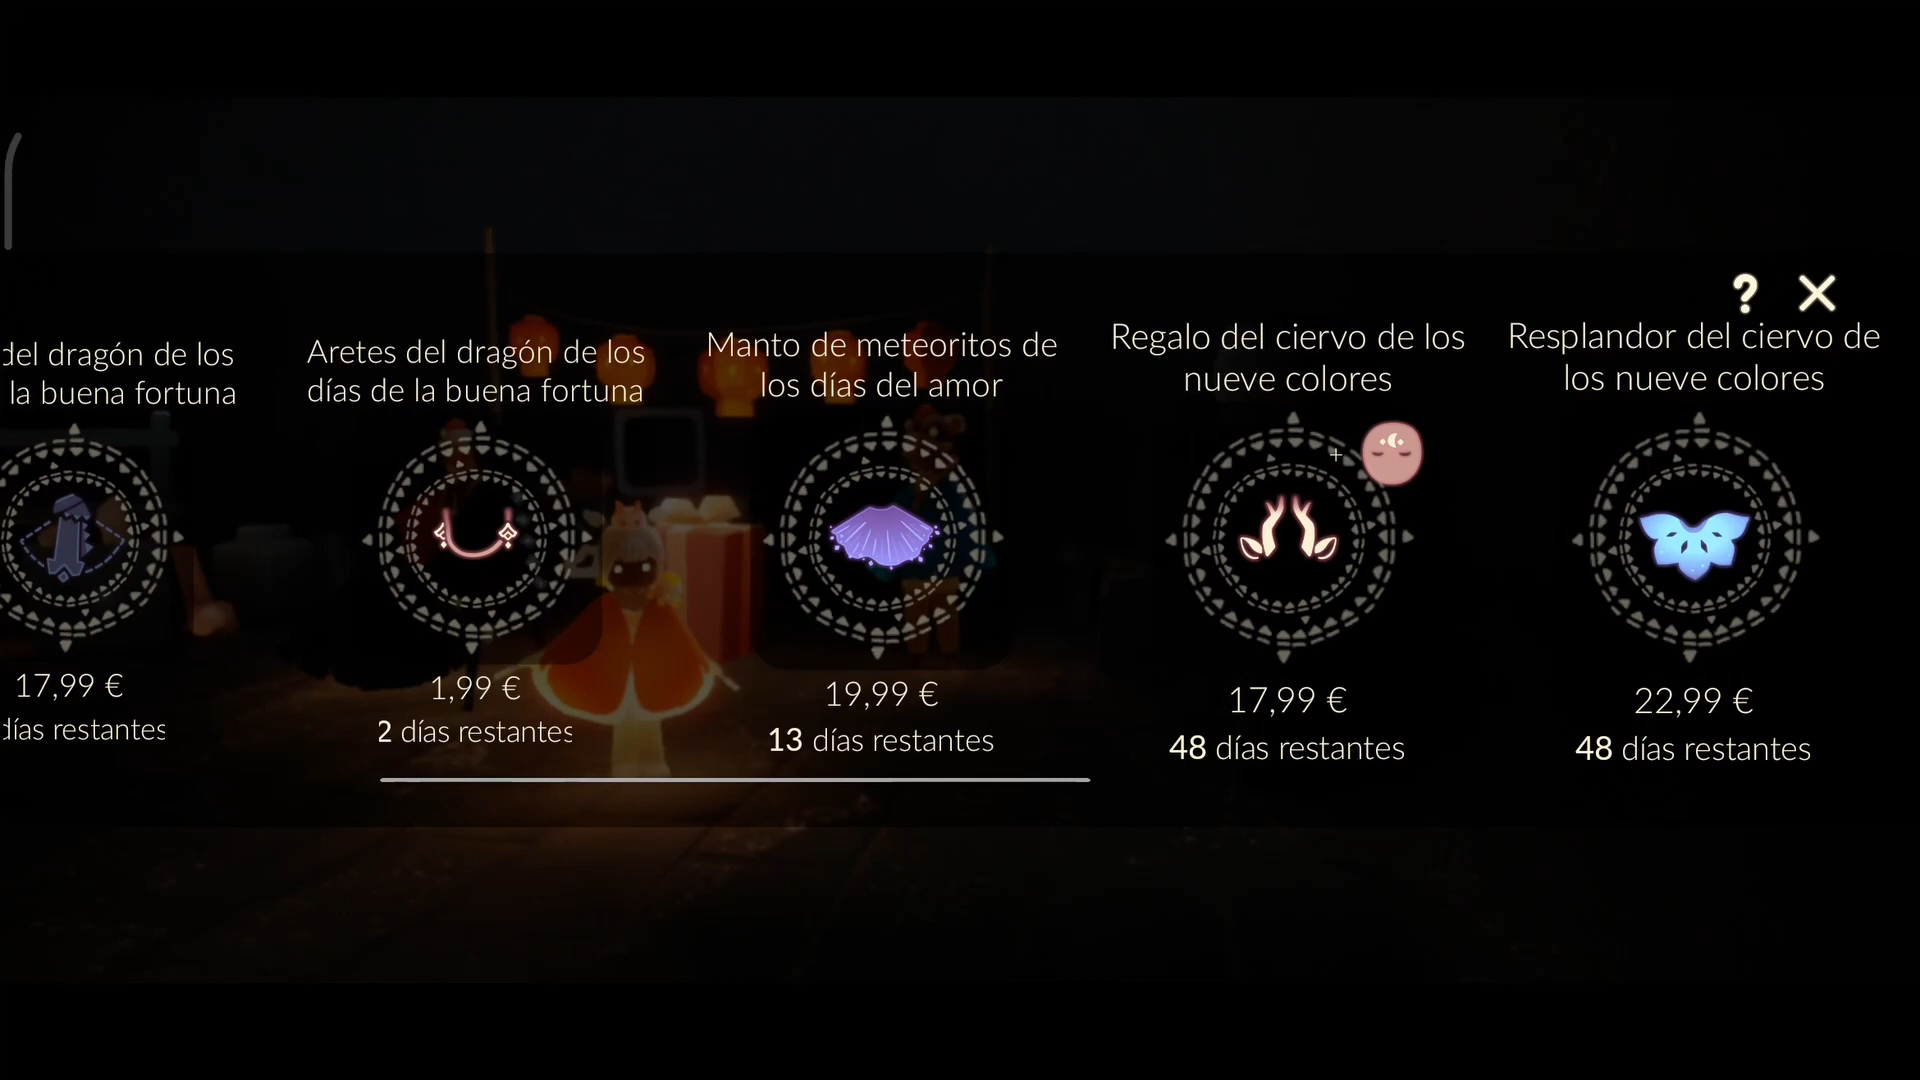 del dragón de los
la buena fortuna
17,99 €
días restantes
Aretes del dragón de los
días de la buena fortuna
1,99 €
2 días restantes
Manto de meteoritos de
los días del amor
19,99 €
13 días restantes
Regalo del ciervo de los
nueve colores
17,99 €
48 días restantes
?
Resplandor del ciervo de
los nueve colores
22,99 €
48 días restantes